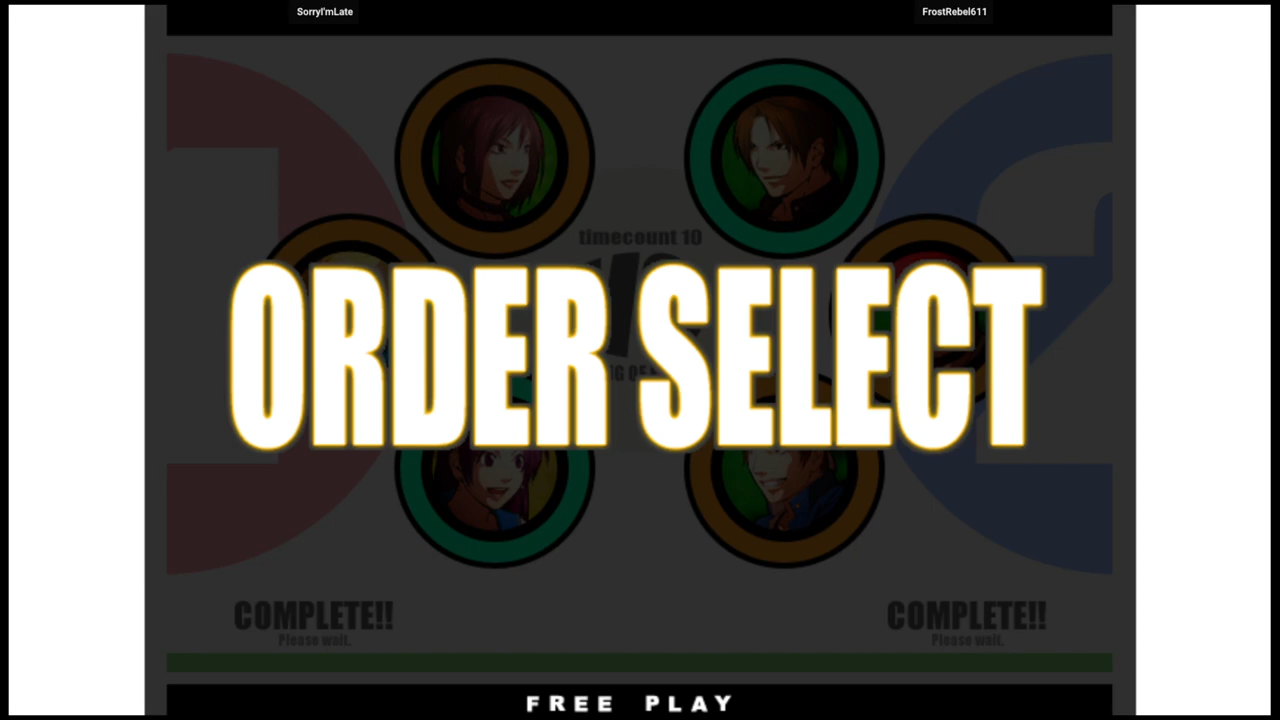 SorryI'mLate
FrostRebel611
timecount 10
ORDER SELECT
COMPLETE!!
Please wait.
COMPLETE!!
Please wait.
FREE PLAY